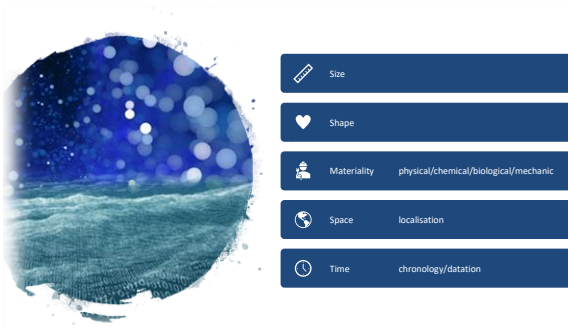 Size
Shape
Materiality physical/chemical/biological/mechanic
Space localisation
Time chronology/datation